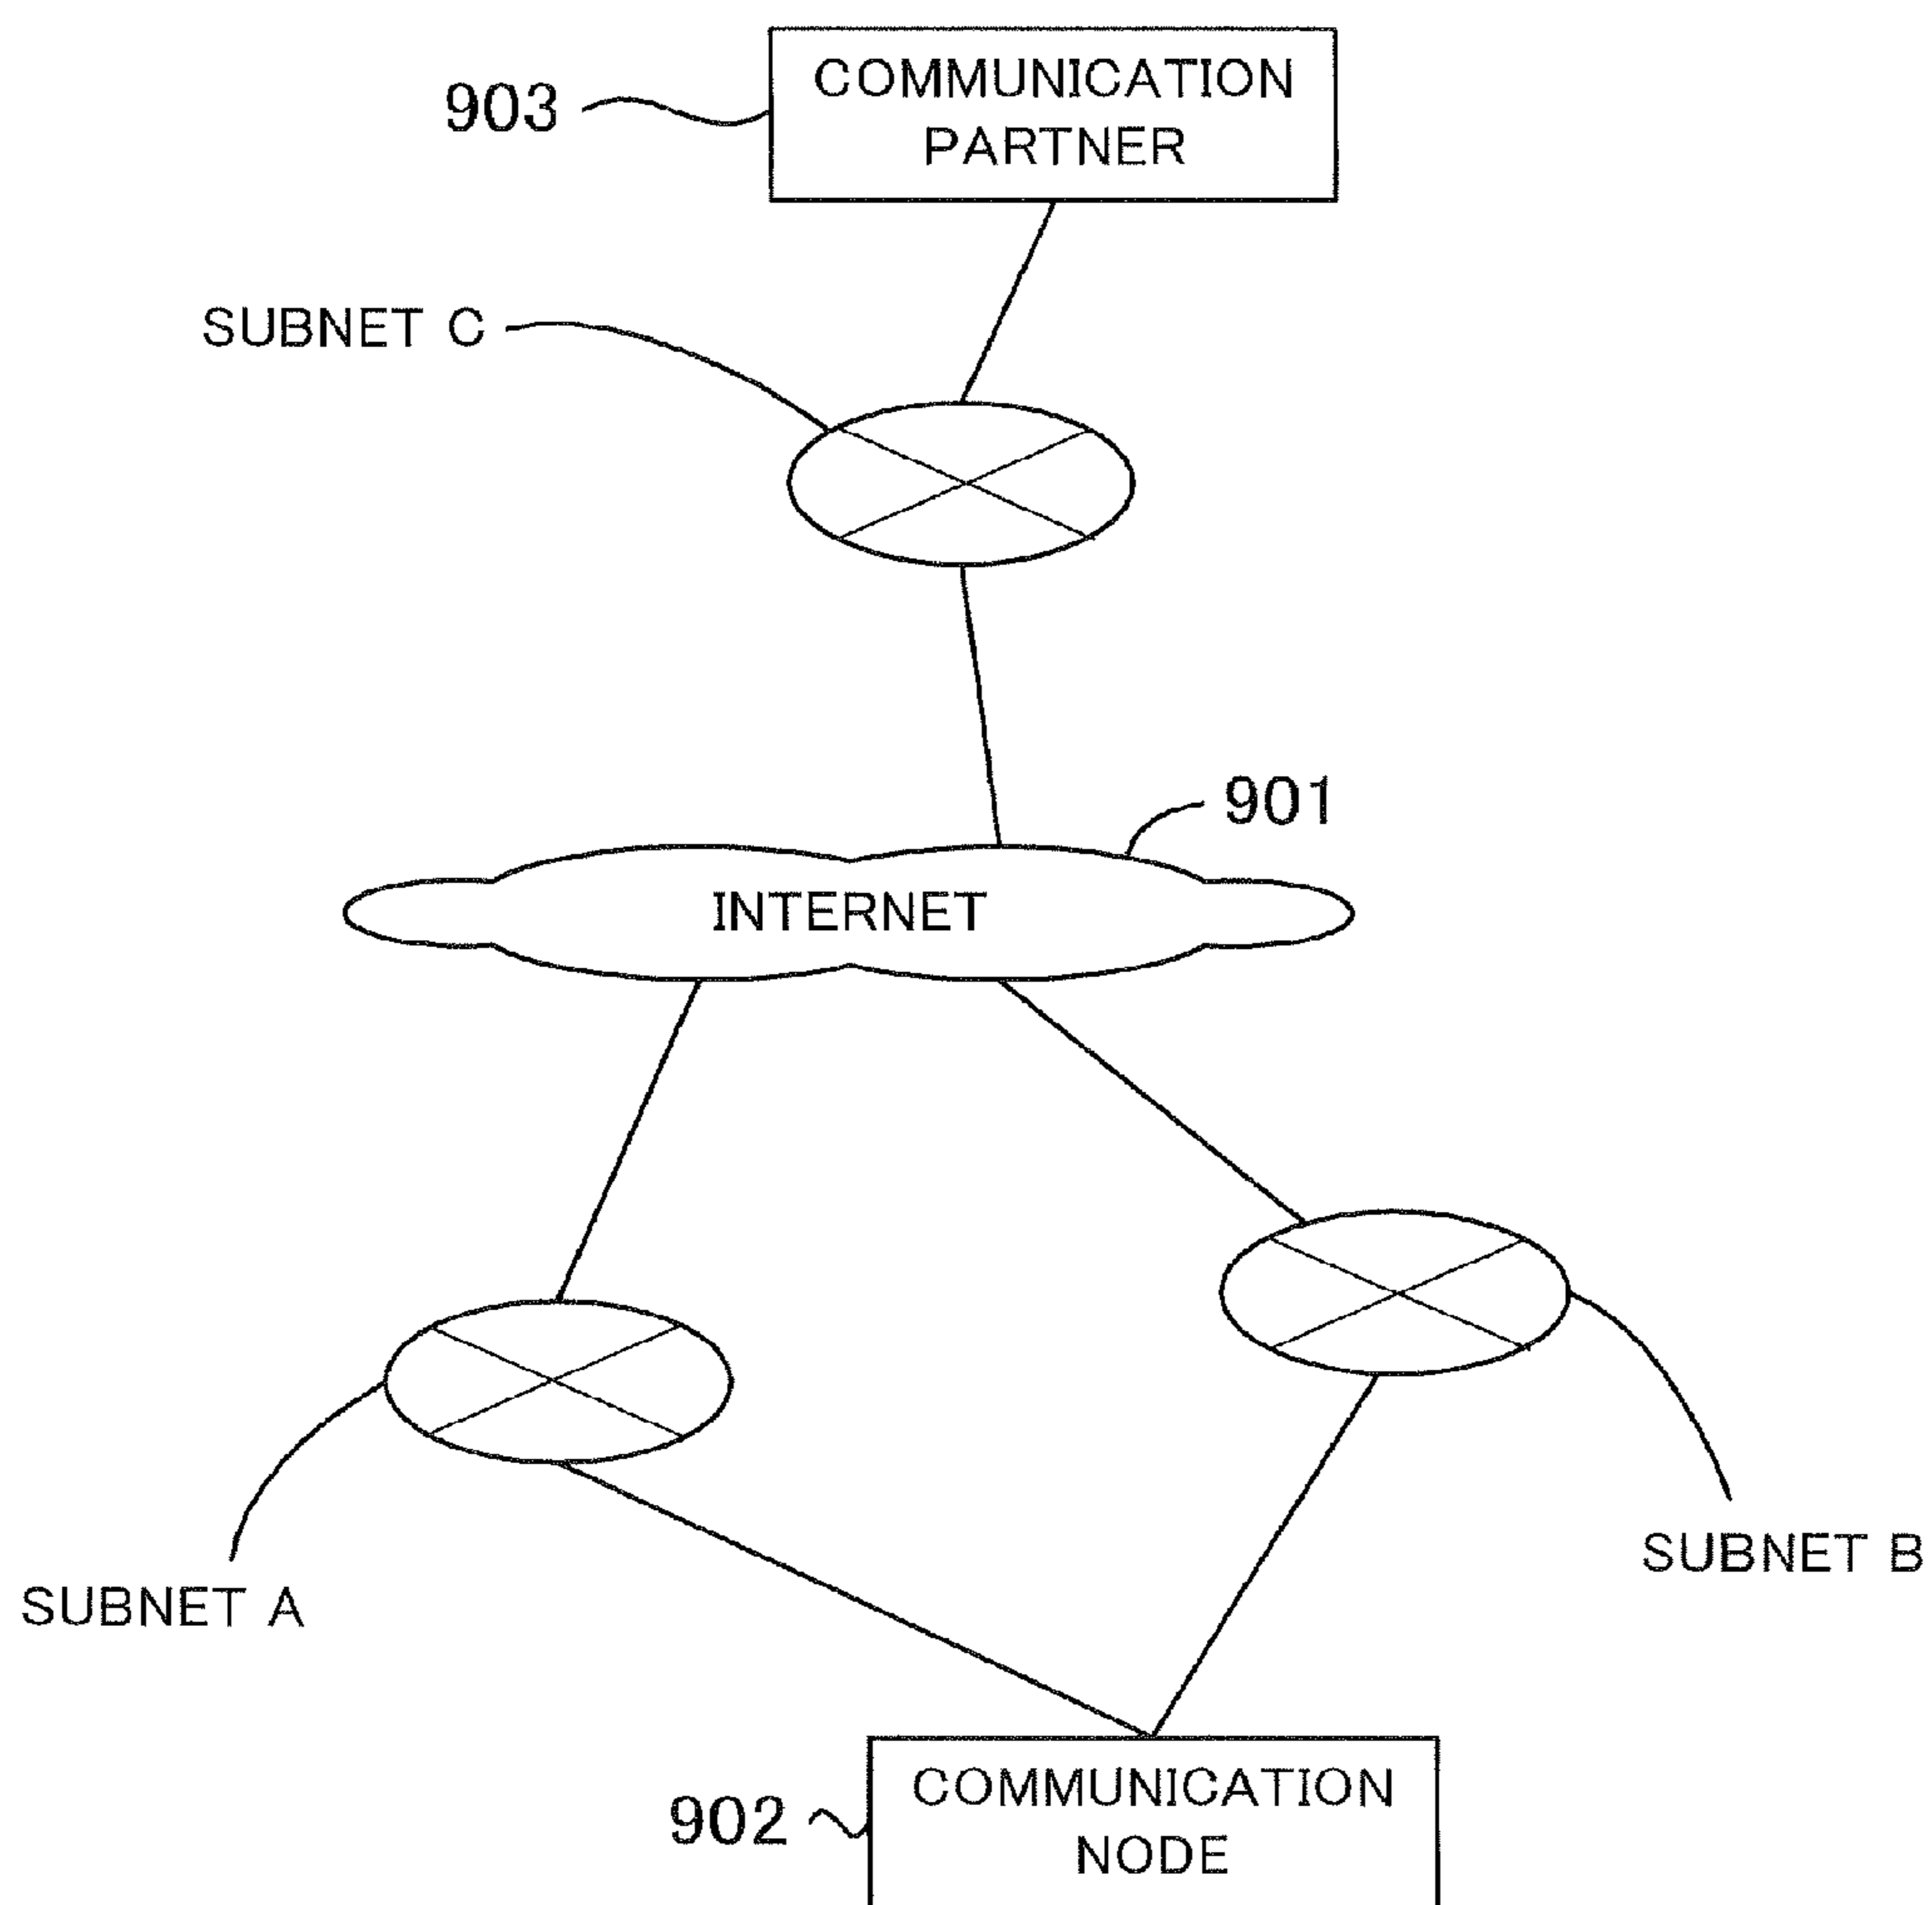 COMMUNICATION
PARTNER
903
SUBNET C
901
INTERNET
SUBNET B
SUBNET A
COMMUNICATION
NODE
902